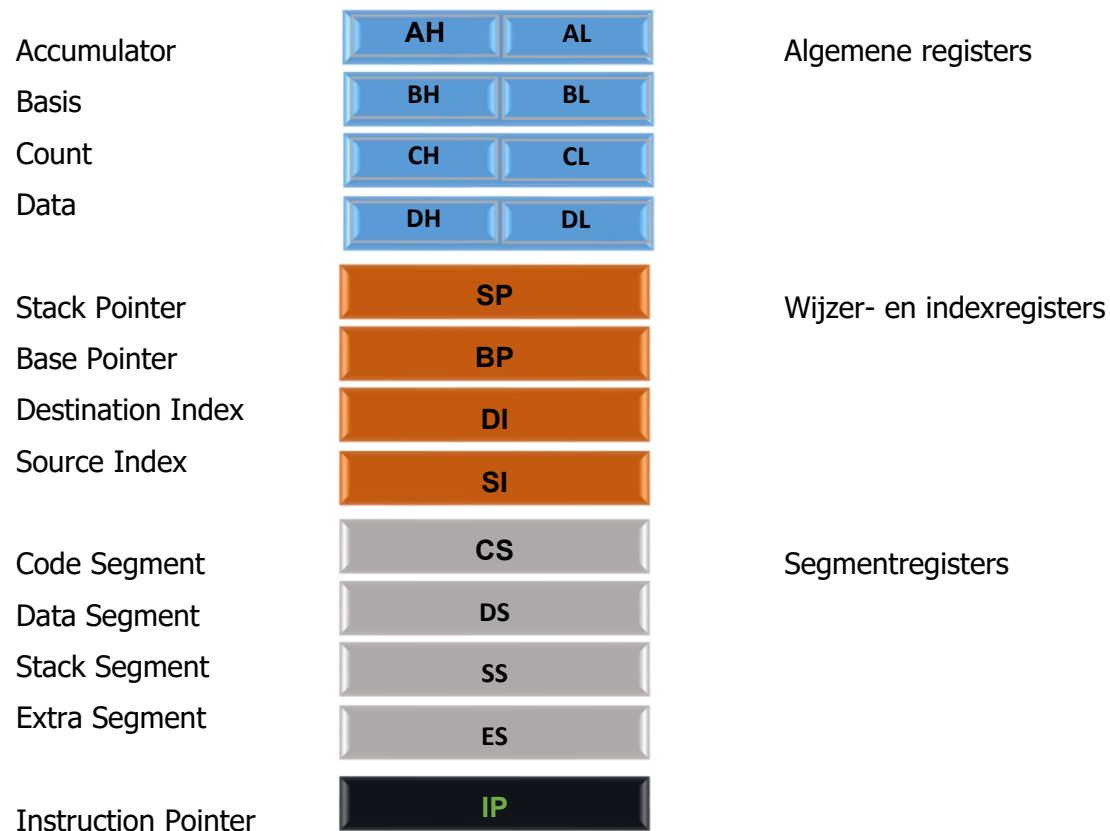 Accumulator AH AL Algemene registers
Basis BH BL
Count CH CL
Data DH DL
Stack Pointer SP Wijzer- en indexregisters
Base Pointer BP
Destination Index DI
Source Index SI
Code Segment CS Segmentregisters
Data Segment DS
Stack Segment SS
Extra Segment ES
Instruction Pointer IP